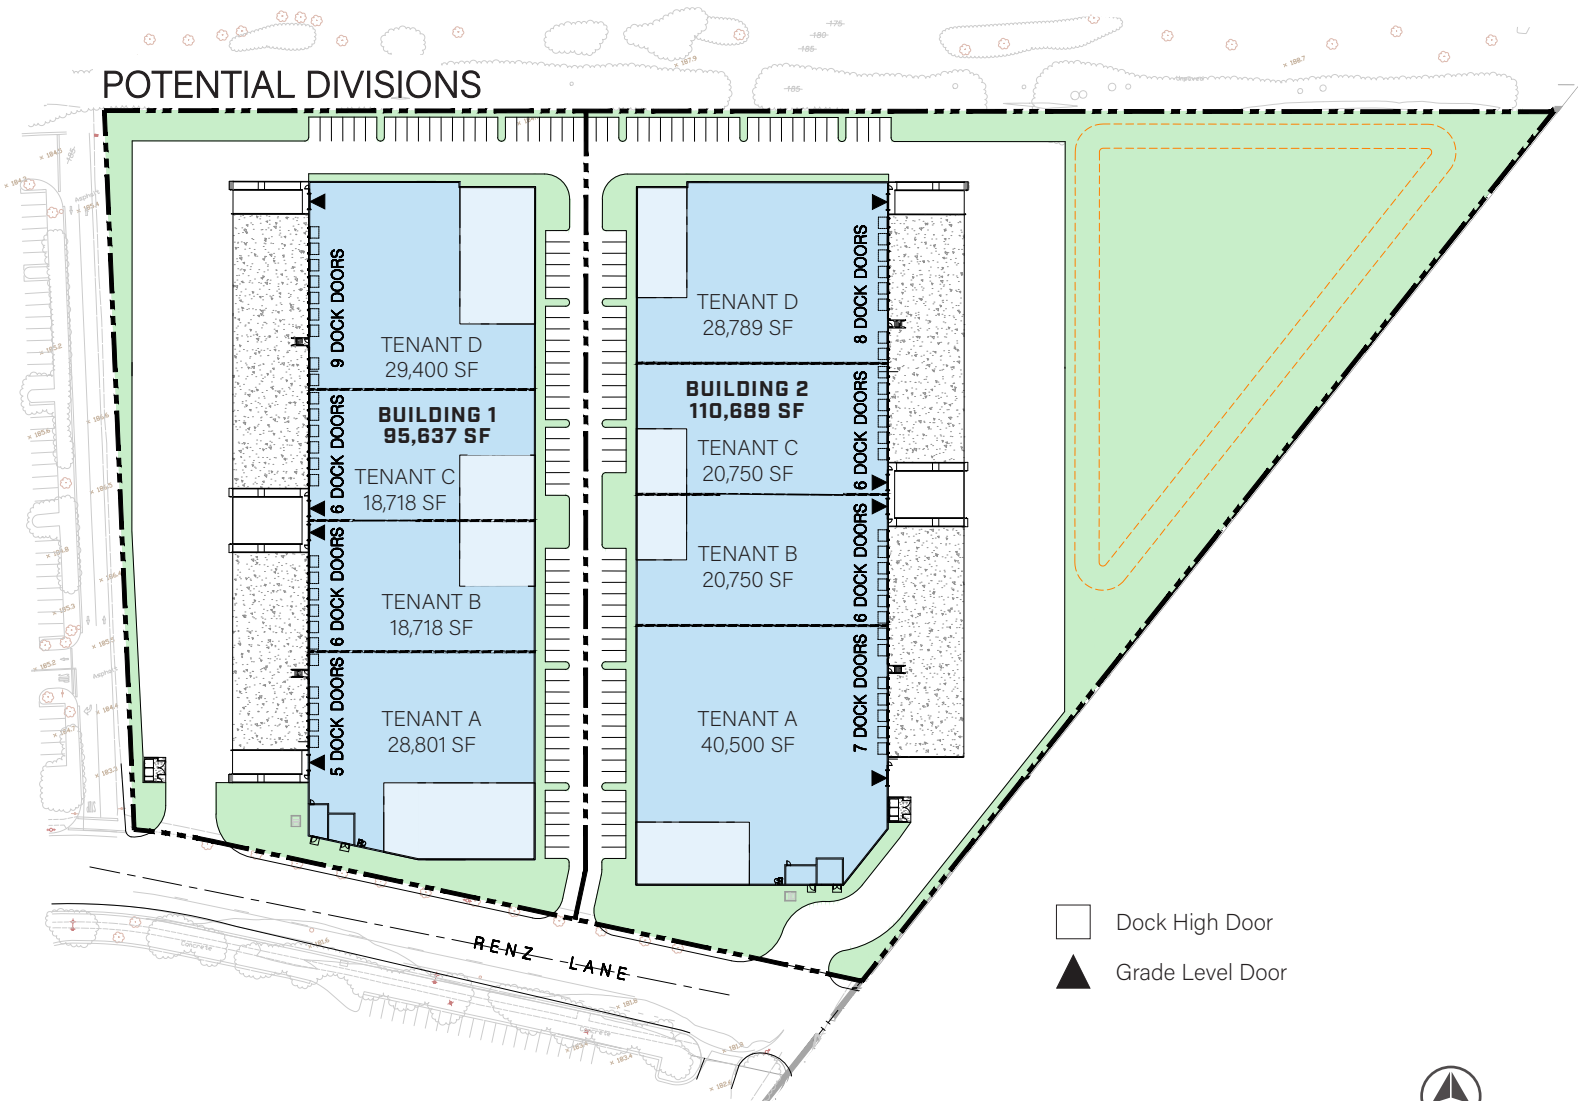 POTENTIAL DIVISIONS
9 DOCK DOORS
TENANT D
29,400 SF
BUILDING 1
95,637 SF
6 DOCK DOORS
TENANT C
18,718 SF
6 DOCK DOORS
TENANT B
18,718 SF
5 DOCK DOORS
TENANT A
28,801 SF
TENANT D
28,789 SF
8 DOCK DOORS
BUILDING 2
110,689 SF
TENANT C
20,750 SF
6 DOCK DOORS
TENANT B
20,750 SF
6 DOCK DOORS
TENANT A
40,500 SF
7 DOCK DOORS
RENZ LANE
Dock High Door
Grade Level Door